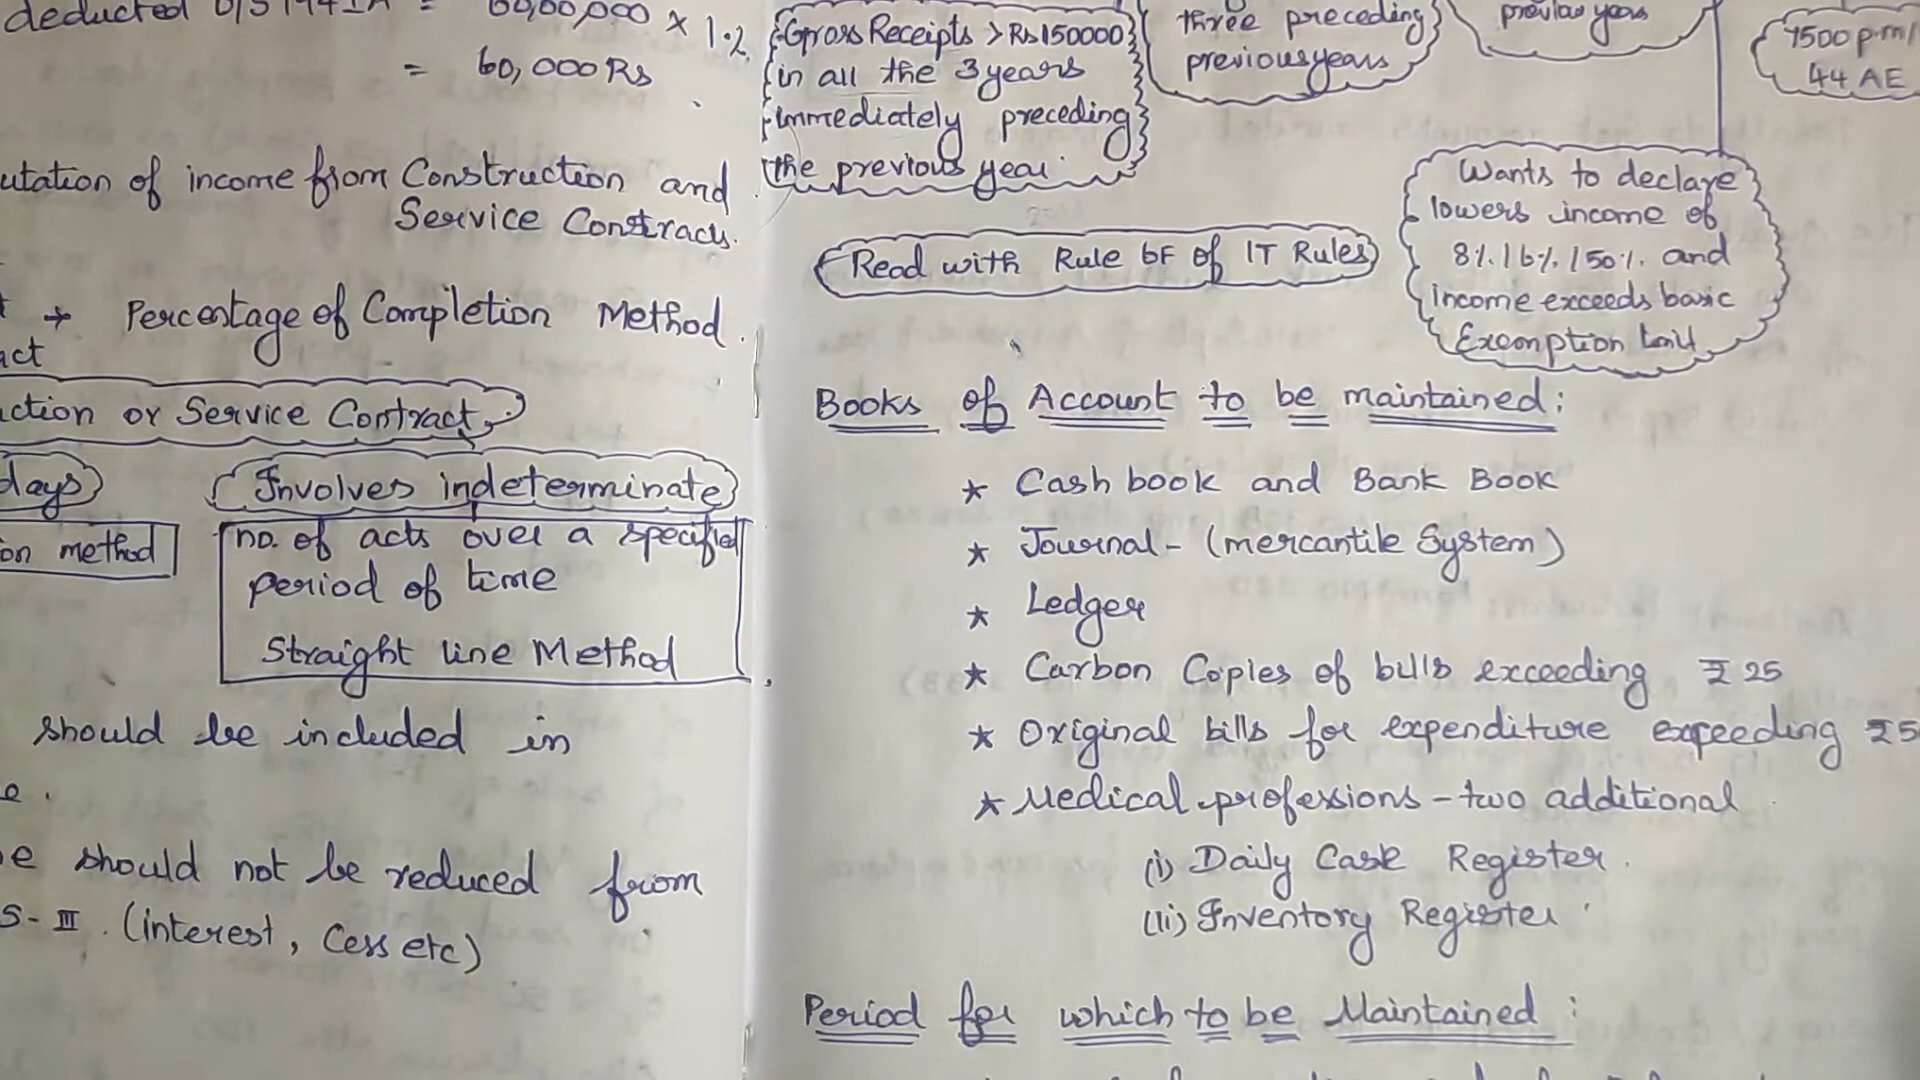 deducted U/S 194IA = 60,00,000 × 1%
= 60,000 Rs
utation of income from Construction and
Service Contracts.
→ Percentage of Completion Method.
act
ction or Service Contract
days
Involves indeterminate
on method
no. of acts over a specified
period of time
Straight line Method
should be included in
e.
e should not be reduced from
S-III. (interest, Cess etc)
Gross Receipts > Rs 150000
in all the 3 years
immediately preceding
the previous year.
three preceding
previous years
previous years
7500 p.m/
44 AE
Wants to declare
lowers income of
8% / 6% / 50% and
income exceeds basic
Exemption limit
Read with Rule 6F of IT Rules
Books of Account to be maintained:
* Cash book and Bank Book
* Journal - (mercantile System)
* Ledger
* Carbon Copies of bills exceeding ₹ 25
* Original bills for expenditure exceeding ₹5
* Medical professions - two additional
(i) Daily Case Register.
(ii) Inventory Register
Period for which to be Maintained: